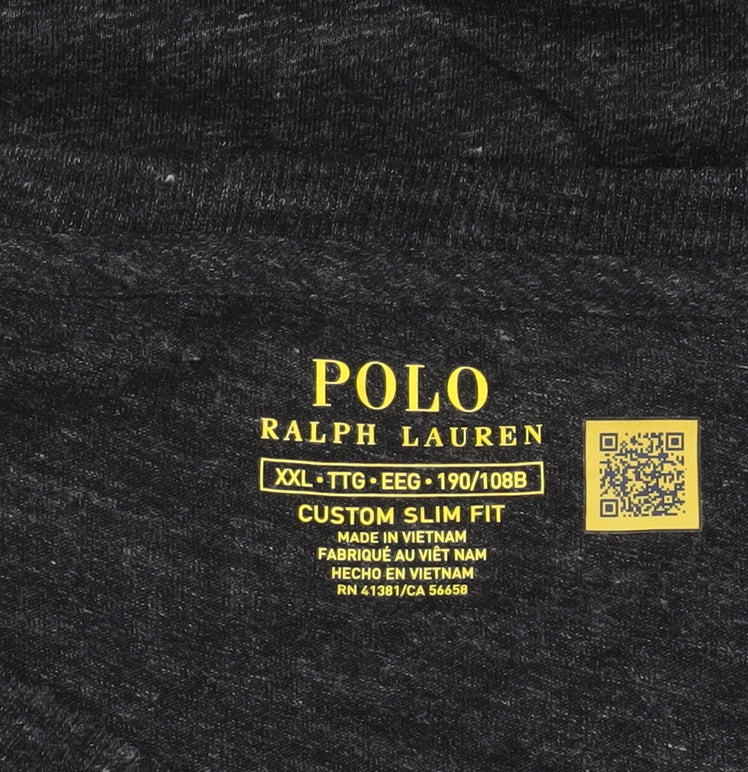 POLO
RALPH LAUREN
XXL • TTG • EEG • 190/108B
CUSTOM SLIM FIT
MADE IN VIETNAM
FABRIQUÉ AU VIÊT NAM
HECHO EN VIETNAM
RN 41381/CA 56658